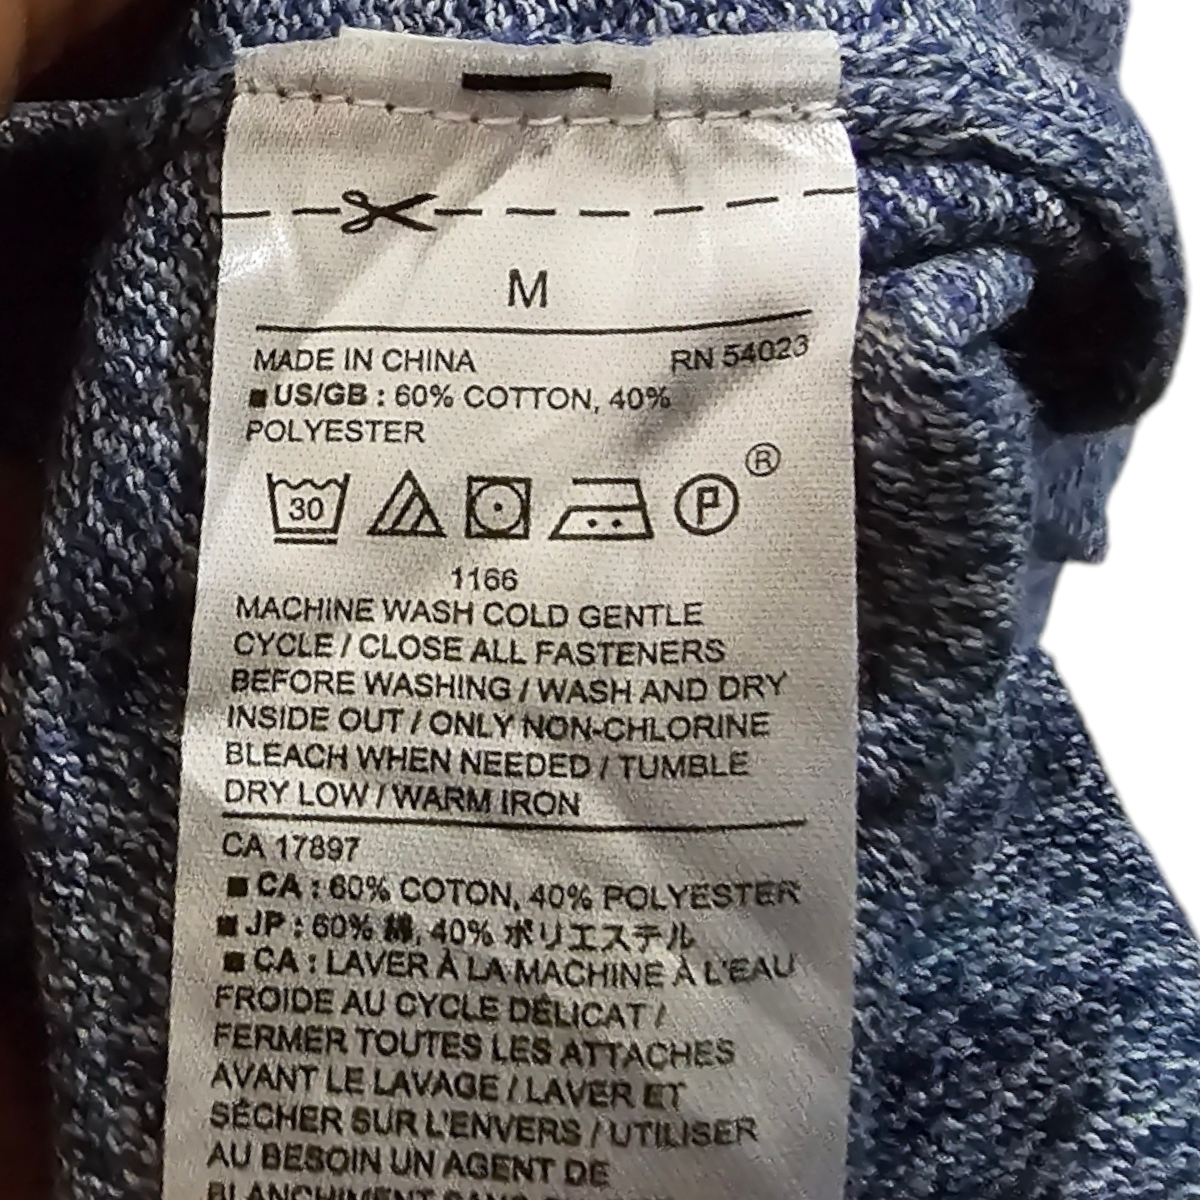 M
MADE IN CHINA RN 54023
■ US/GB : 60% COTTON, 40%
POLYESTER
30 P ®
1166
MACHINE WASH COLD GENTLE
CYCLE / CLOSE ALL FASTENERS
BEFORE WASHING / WASH AND DRY
INSIDE OUT / ONLY NON-CHLORINE
BLEACH WHEN NEEDED / TUMBLE
DRY LOW / WARM IRON
CA 17897
■ CA : 60% COTON, 40% POLYESTER
■ JP : 60% 綿, 40% ポリエステル
■ CA : LAVER À LA MACHINE À L'EAU
FROIDE AU CYCLE DÉLICAT /
FERMER TOUTES LES ATTACHES
AVANT LE LAVAGE / LAVER ET
SÉCHER SUR L'ENVERS / UTILISER
AU BESOIN UN AGENT DE
BLANCHIMENT SANS